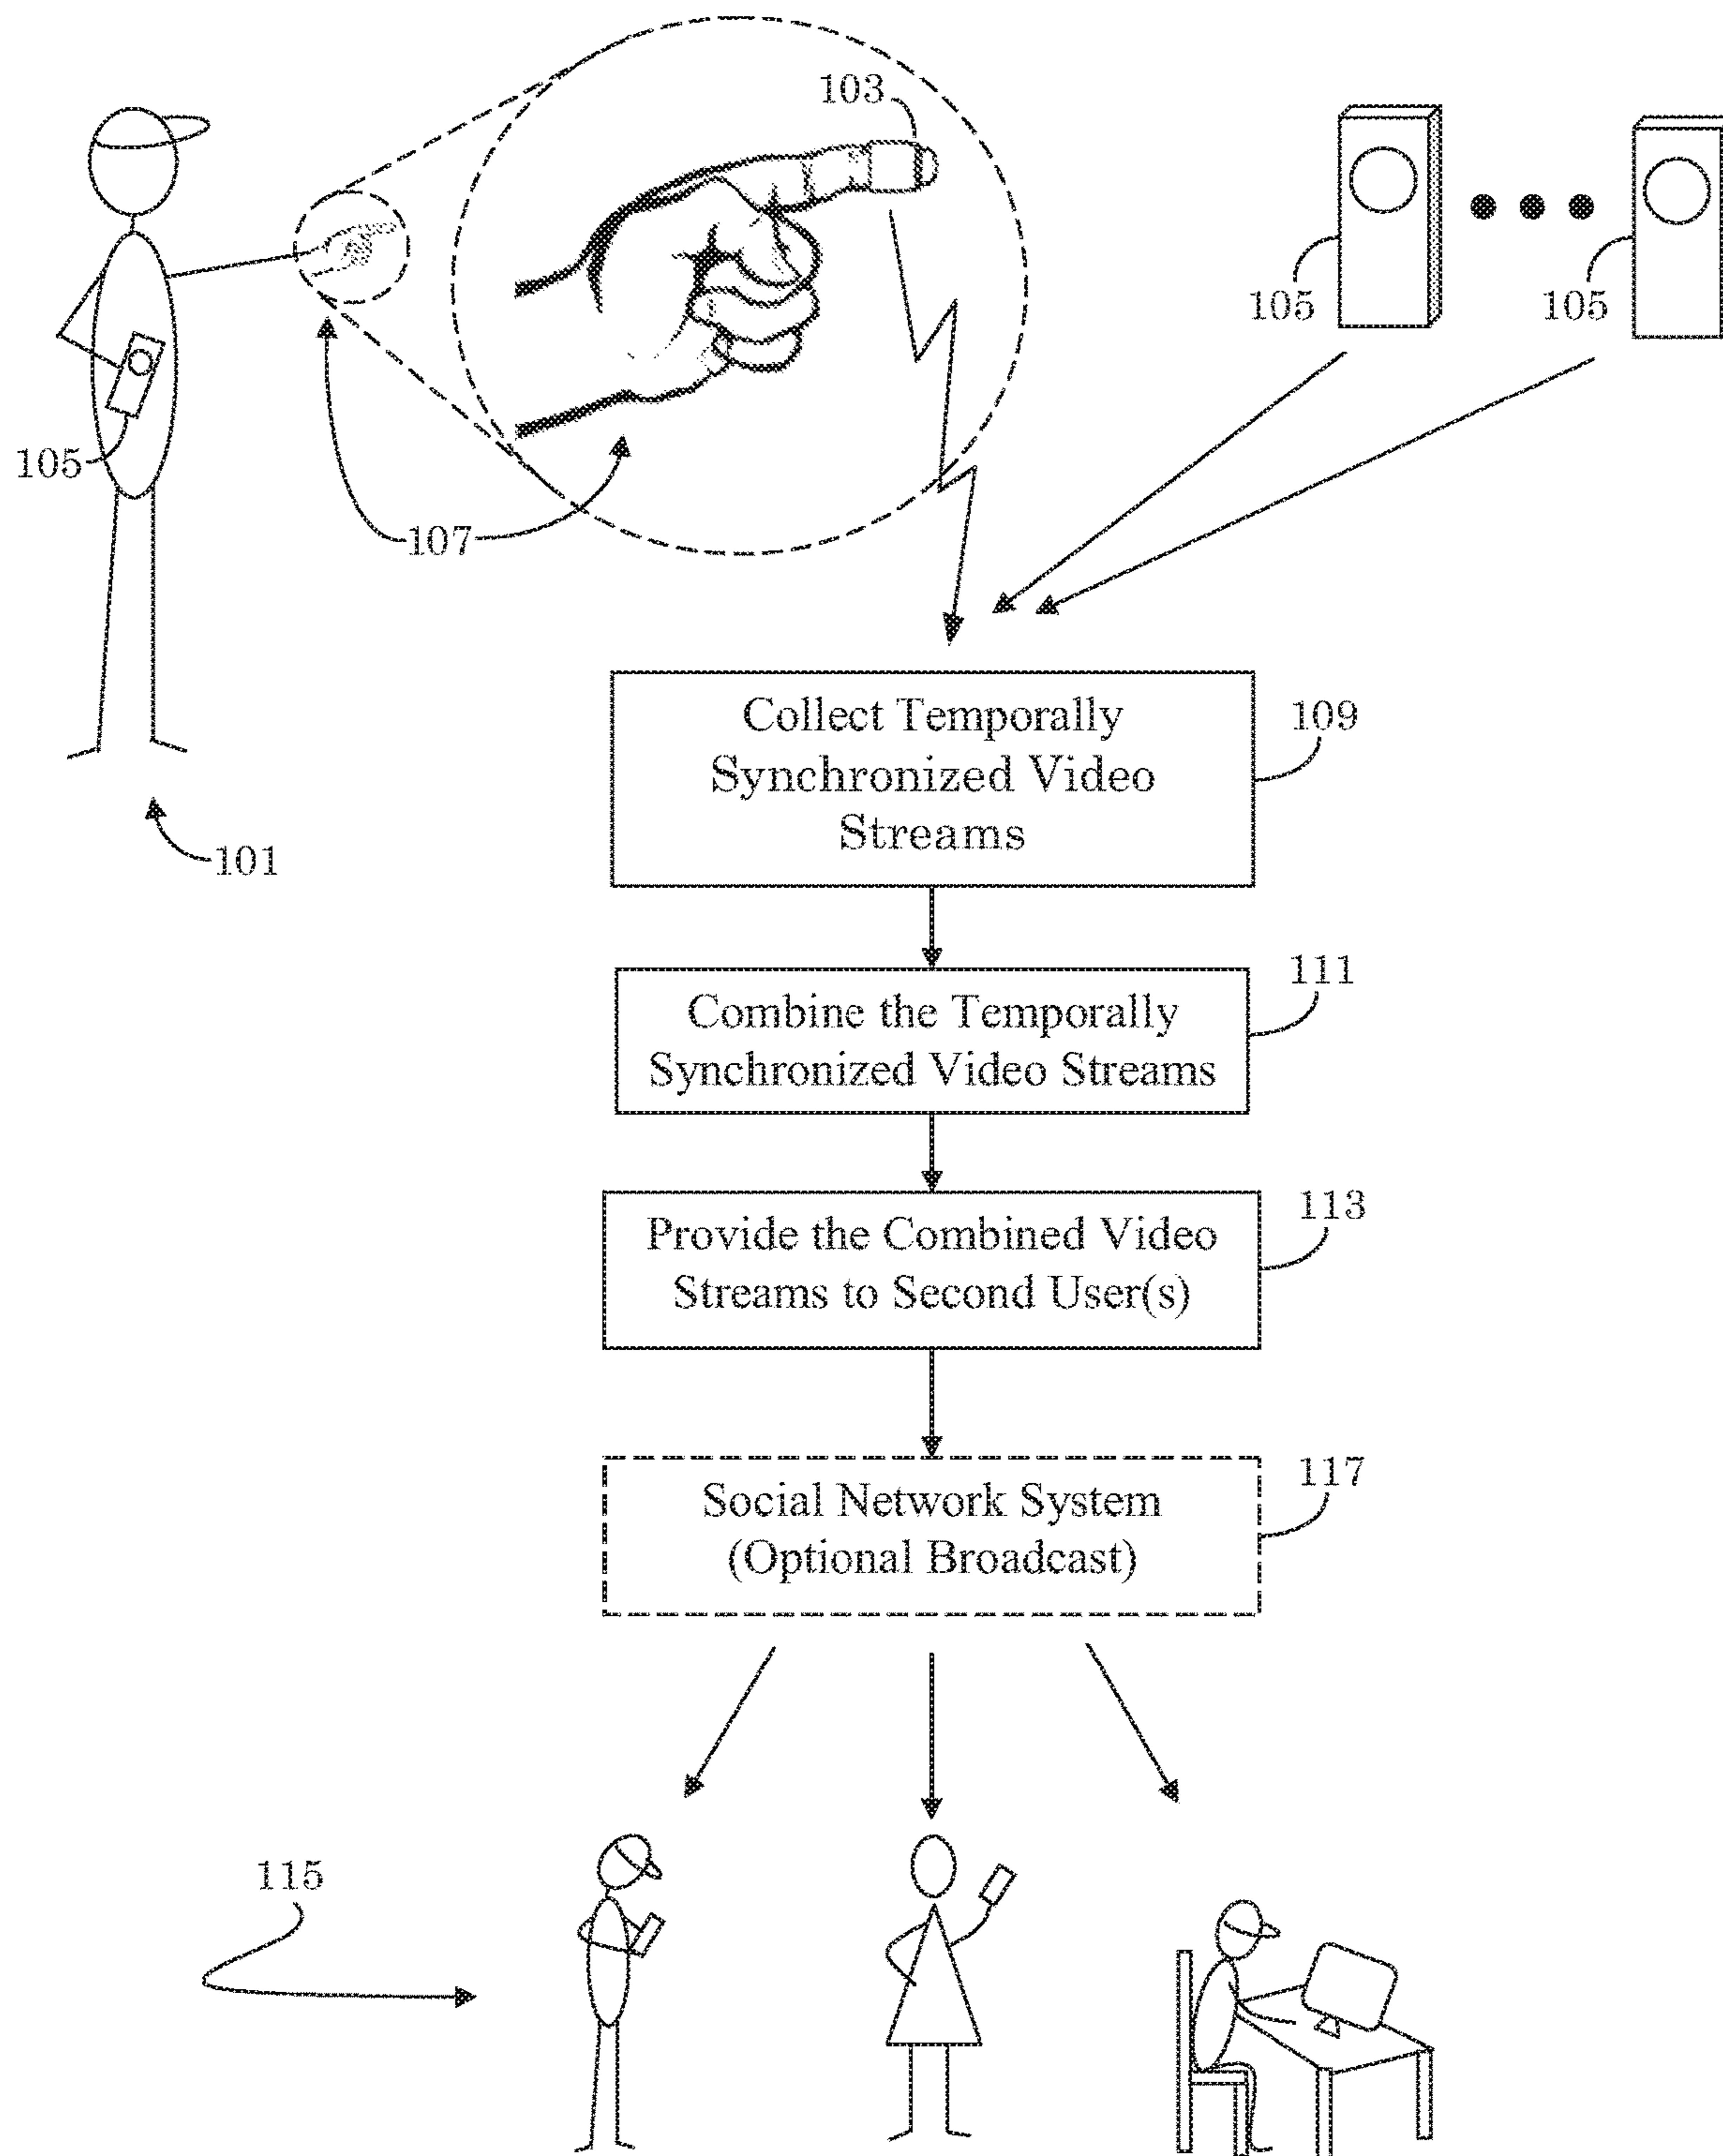 103
105
105
105
107
101
Collect Temporally
Synchronized Video
Streams
109
Combine the Temporally
Synchronized Video Streams
111
Provide the Combined Video
Streams to Second User(s)
113
Social Network System
(Optional Broadcast)
117
115